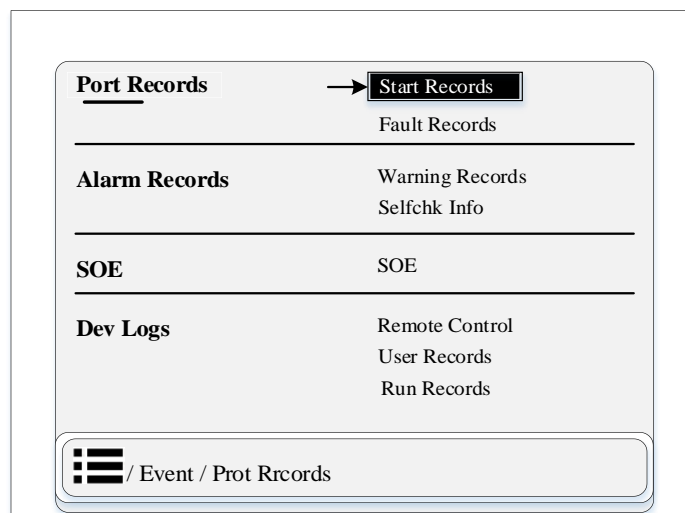 Port Records Start Records
Fault Records
Alarm Records Warning Records
Selfchk Info
SOE SOE
Dev Logs Remote Control
User Records
Run Records
/ Event / Prot Rrcords